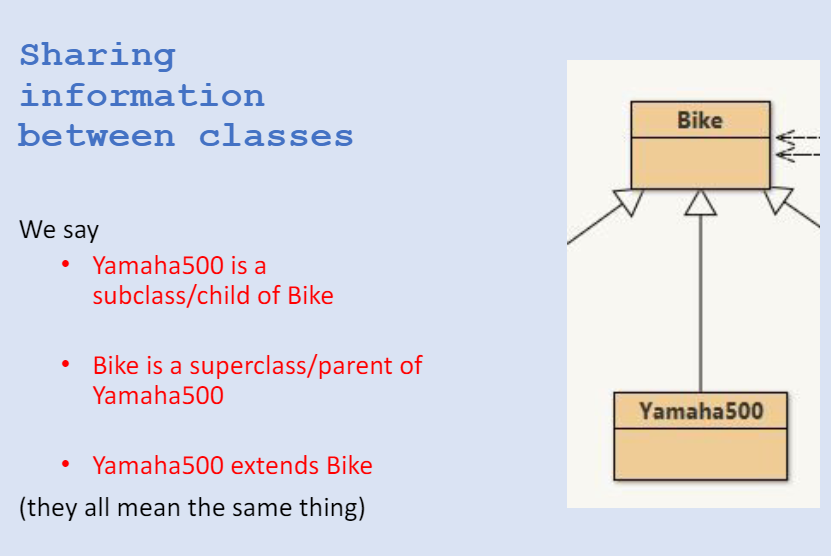 Sharing
information
between classes
We say
• Yamaha500 is a
subclass/child of Bike
• Bike is a superclass/parent of
Yamaha500
• Yamaha500 extends Bike
(they all mean the same thing)
Bike
Yamaha500